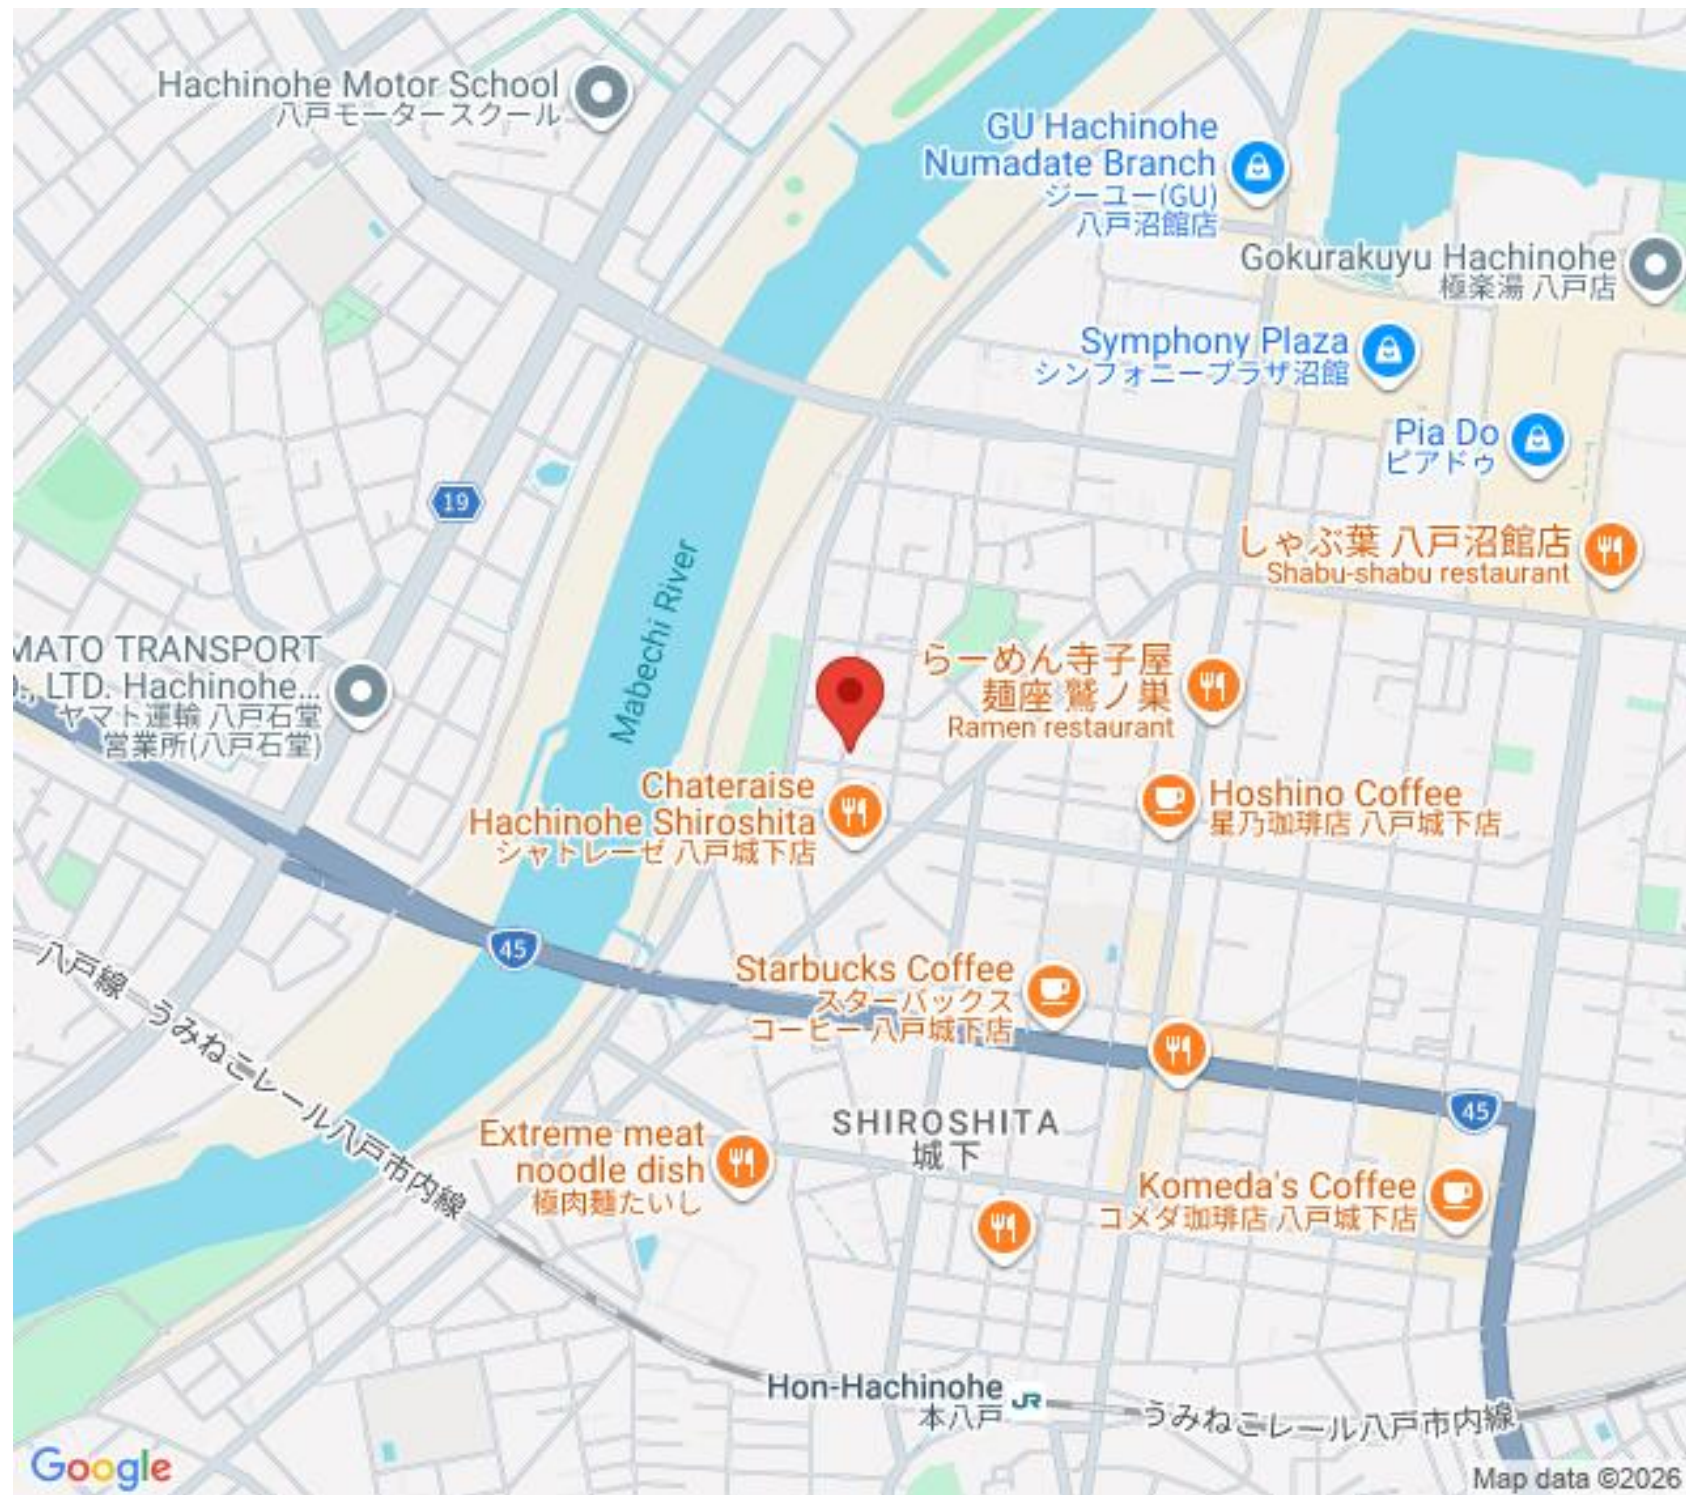 Hachinohe Motor School
八戸モータースクール
GU Hachinohe
Numadate Branch
ジーユー(GU)
八戸沼館店
Gokurakuyu Hachinohe
極楽湯 八戸店
Symphony Plaza
シンフォニープラザ沼館
Pia Do
ピアドゥ
19
しゃぶ葉 八戸沼館店
Shabu-shabu restaurant
Mabechi River
MATO TRANSPORT
., LTD. Hachinohe...
ヤマト運輸 八戸石堂
営業所(八戸石堂)
らーめん寺子屋
麺座 鷲ノ巣
Ramen restaurant
Chateraise
Hachinohe Shiroshita
シャトレーゼ 八戸城下店
Hoshino Coffee
星乃珈琲店 八戸城下店
45
八戸線－うみねこレール八戸市内線
Starbucks Coffee
スターバックス
コーヒー 八戸城下店
45
SHIROSHITA
城下
Extreme meat
noodle dish
極肉麺たいし
Komeda's Coffee
コメダ珈琲店 八戸城下店
Hon-Hachinohe
本八戸
JR
うみねこレール八戸市内線
Google
Map data ©2026